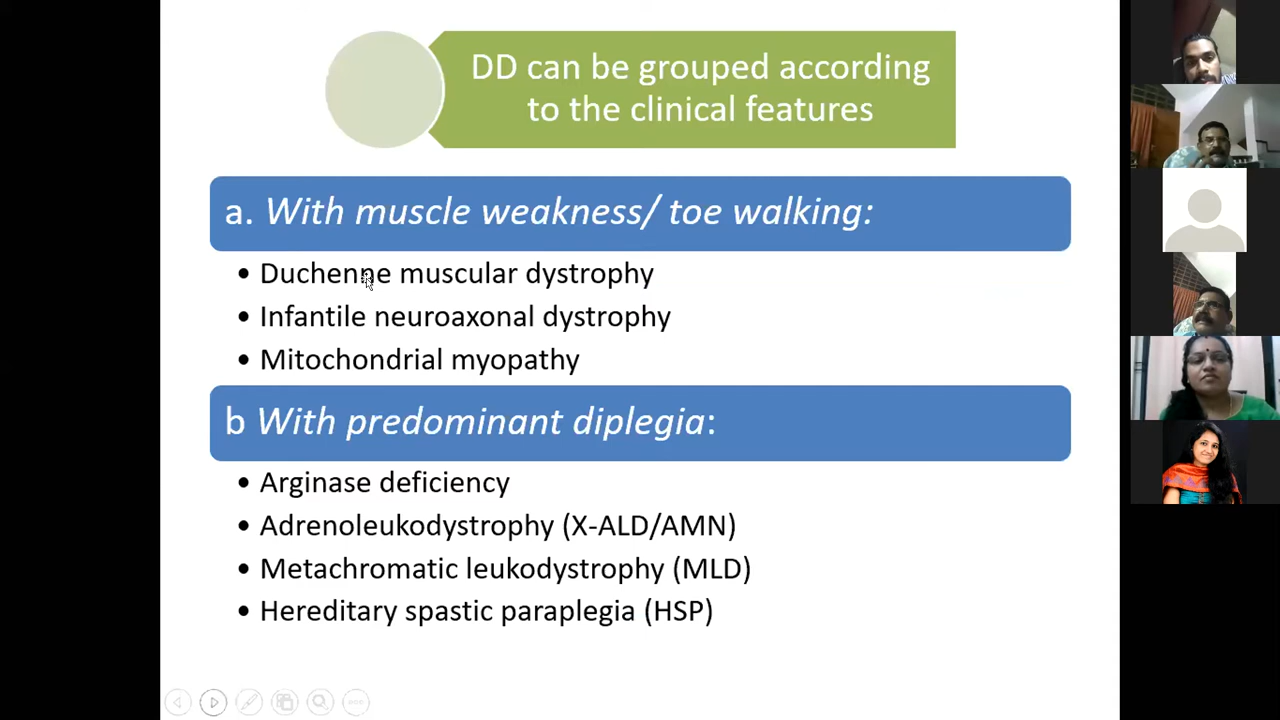 DD can be grouped according
to the clinical features
a. With muscle weakness/ toe walking:
• Duchenne muscular dystrophy
• Infantile neuroaxonal dystrophy
• Mitochondrial myopathy
b With predominant diplegia:
• Arginase deficiency
• Adrenoleukodystrophy (X-ALD/AMN)
• Metachromatic leukodystrophy (MLD)
• Hereditary spastic paraplegia (HSP)